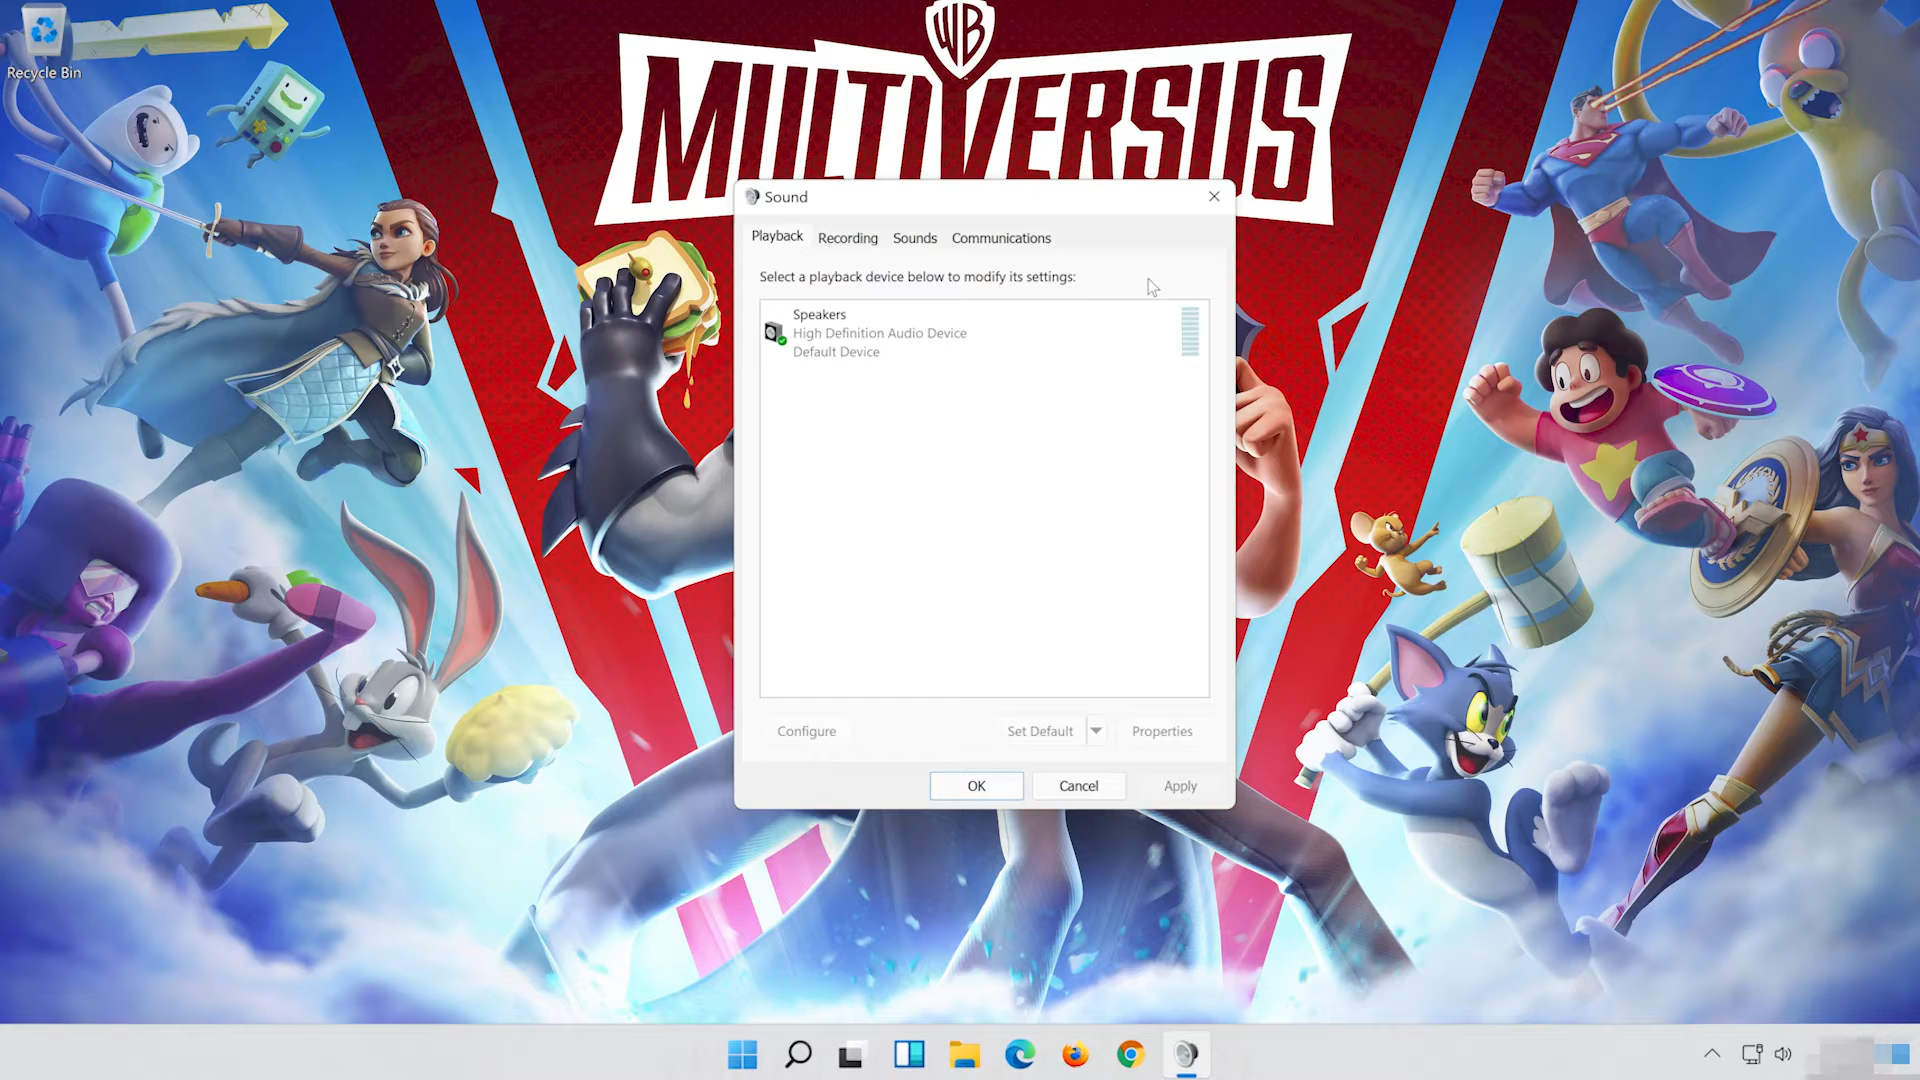 Recycle Bin
WB
MULTIVERSUS
BMO
Sound
Playback Recording Sounds Communications
Select a playback device below to modify its settings:
Speakers
High Definition Audio Device
Default Device
Configure Set Default Properties
OK Cancel Apply